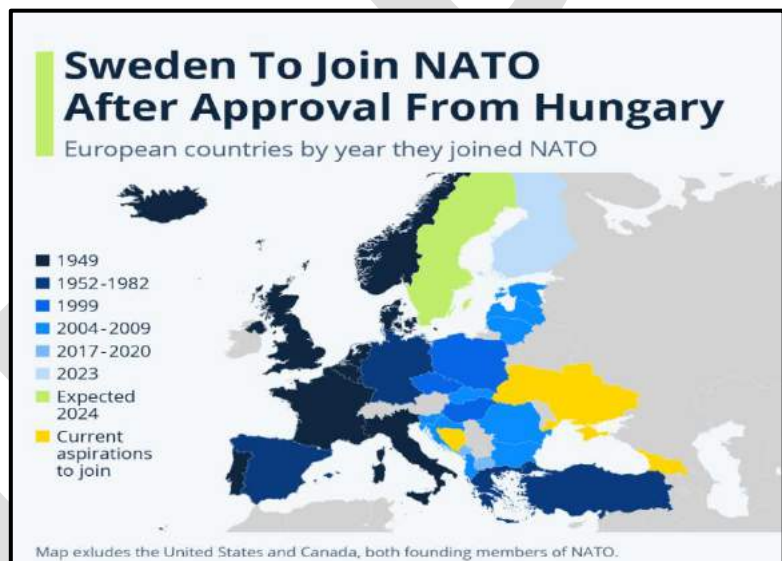 Sweden To Join NATO
After Approval From Hungary
European countries by year they joined NATO
1949
1952-1982
1999
2004-2009
2017-2020
2023
Expected
2024
Current
aspirations
to join
Map exludes the United States and Canada, both founding members of NATO.